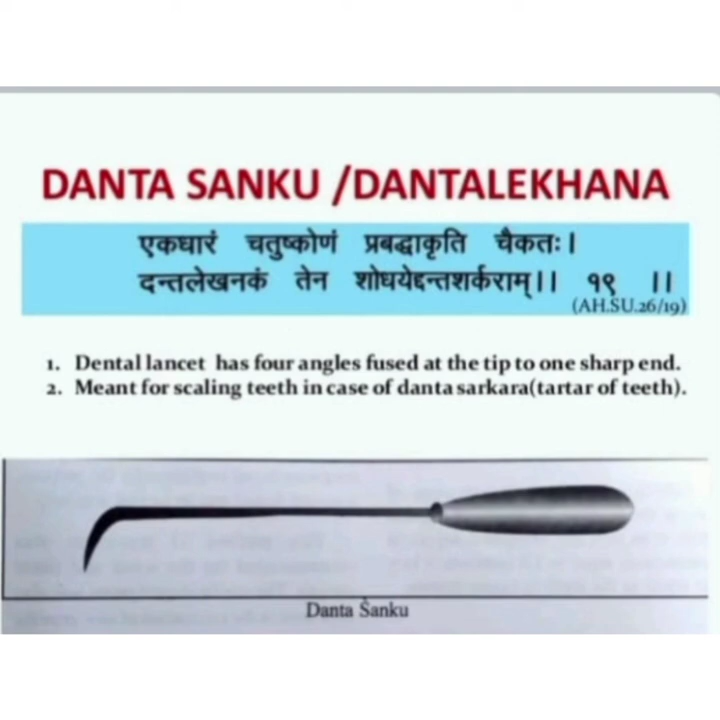 DANTA SANKU /DANTALEKHANA
एकधारं चतुष्कोणं प्रबद्धाकृति चैकतः।
दन्तलेखनकं तेन शोधयेद्दन्तशर्कराम्।। १९ ।।
(AH.SU.26/19)
1. Dental lancet has four angles fused at the tip to one sharp end.
2. Meant for scaling teeth in case of danta sarkara(tartar of teeth).
Danta Śanku